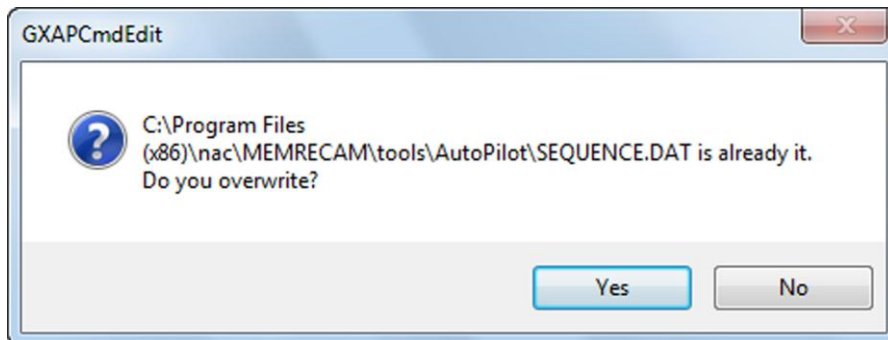 GXAPCmdEdit
C:\Program Files
(x86)\nac\MEMRECAM\tools\AutoPilot\SEQUENCE.DAT is already it.
Do you overwrite?
Yes
No